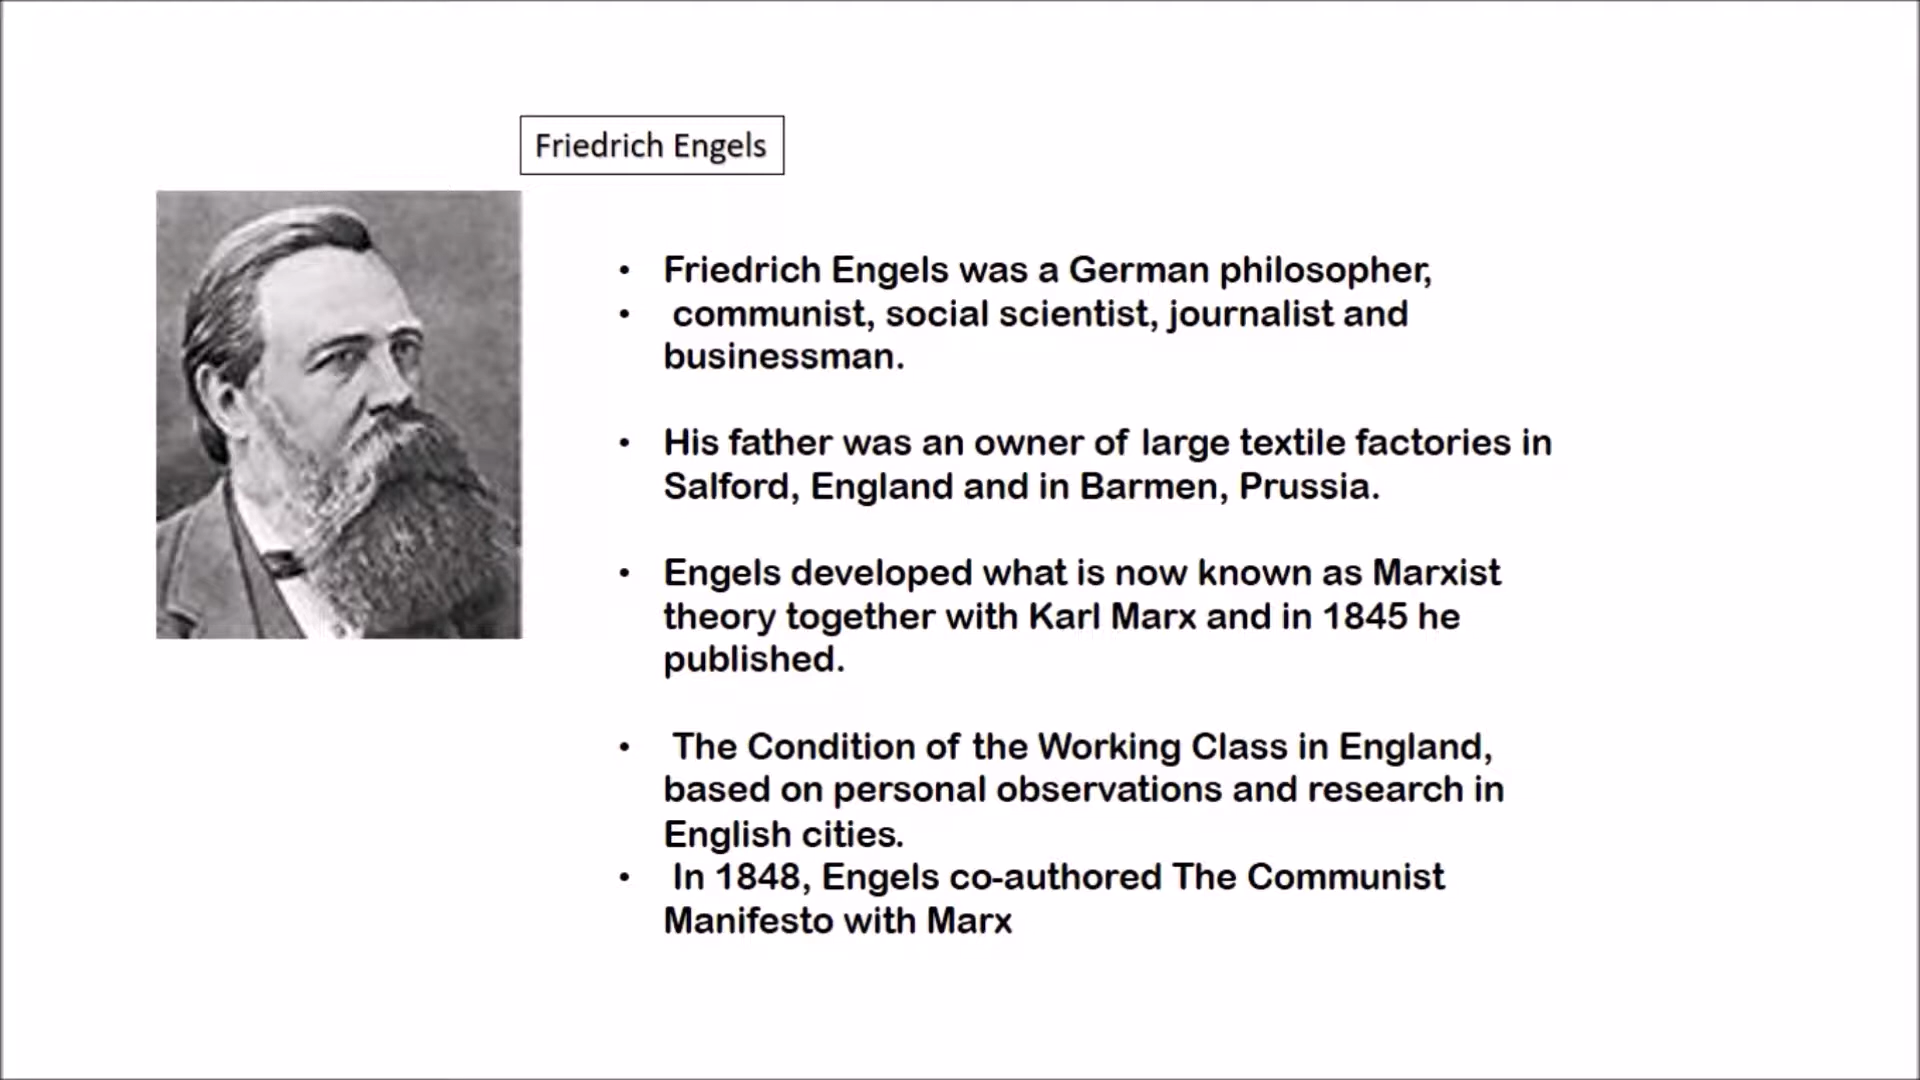 Friedrich Engels
• Friedrich Engels was a German philosopher,
• communist, social scientist, journalist and
businessman.
• His father was an owner of large textile factories in
Salford, England and in Barmen, Prussia.
• Engels developed what is now known as Marxist
theory together with Karl Marx and in 1845 he
published.
• The Condition of the Working Class in England,
based on personal observations and research in
English cities.
• In 1848, Engels co-authored The Communist
Manifesto with Marx